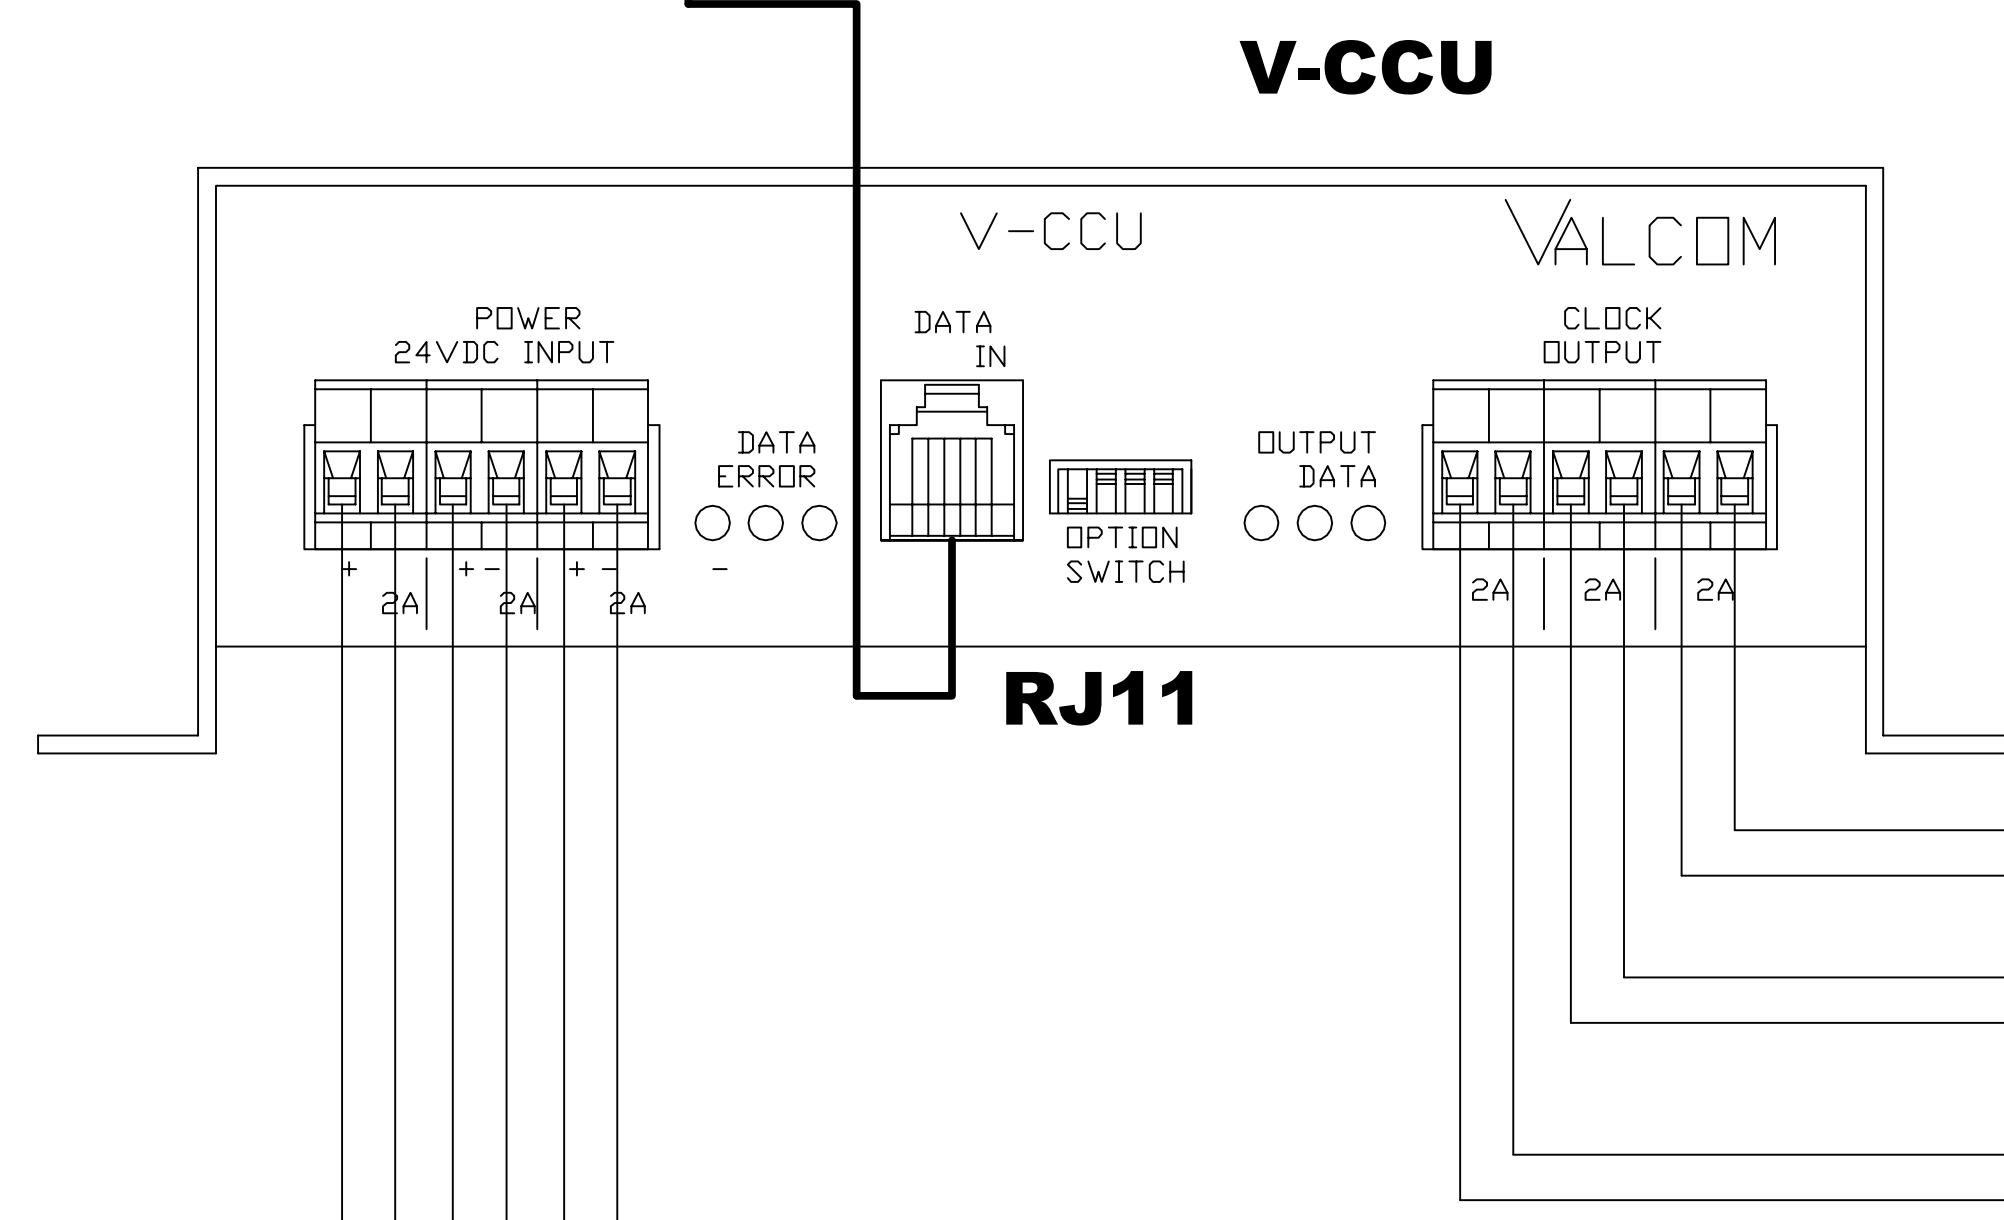 V-CCU
V-CCU
VALCOM
POWER
24VDC INPUT
DATA
IN
CLOCK
OUTPUT
DATA
ERROR
OUTPUT
DATA
OPTION
SWITCH
+ + - + - -
2A 2A 2A
2A 2A 2A
RJ11